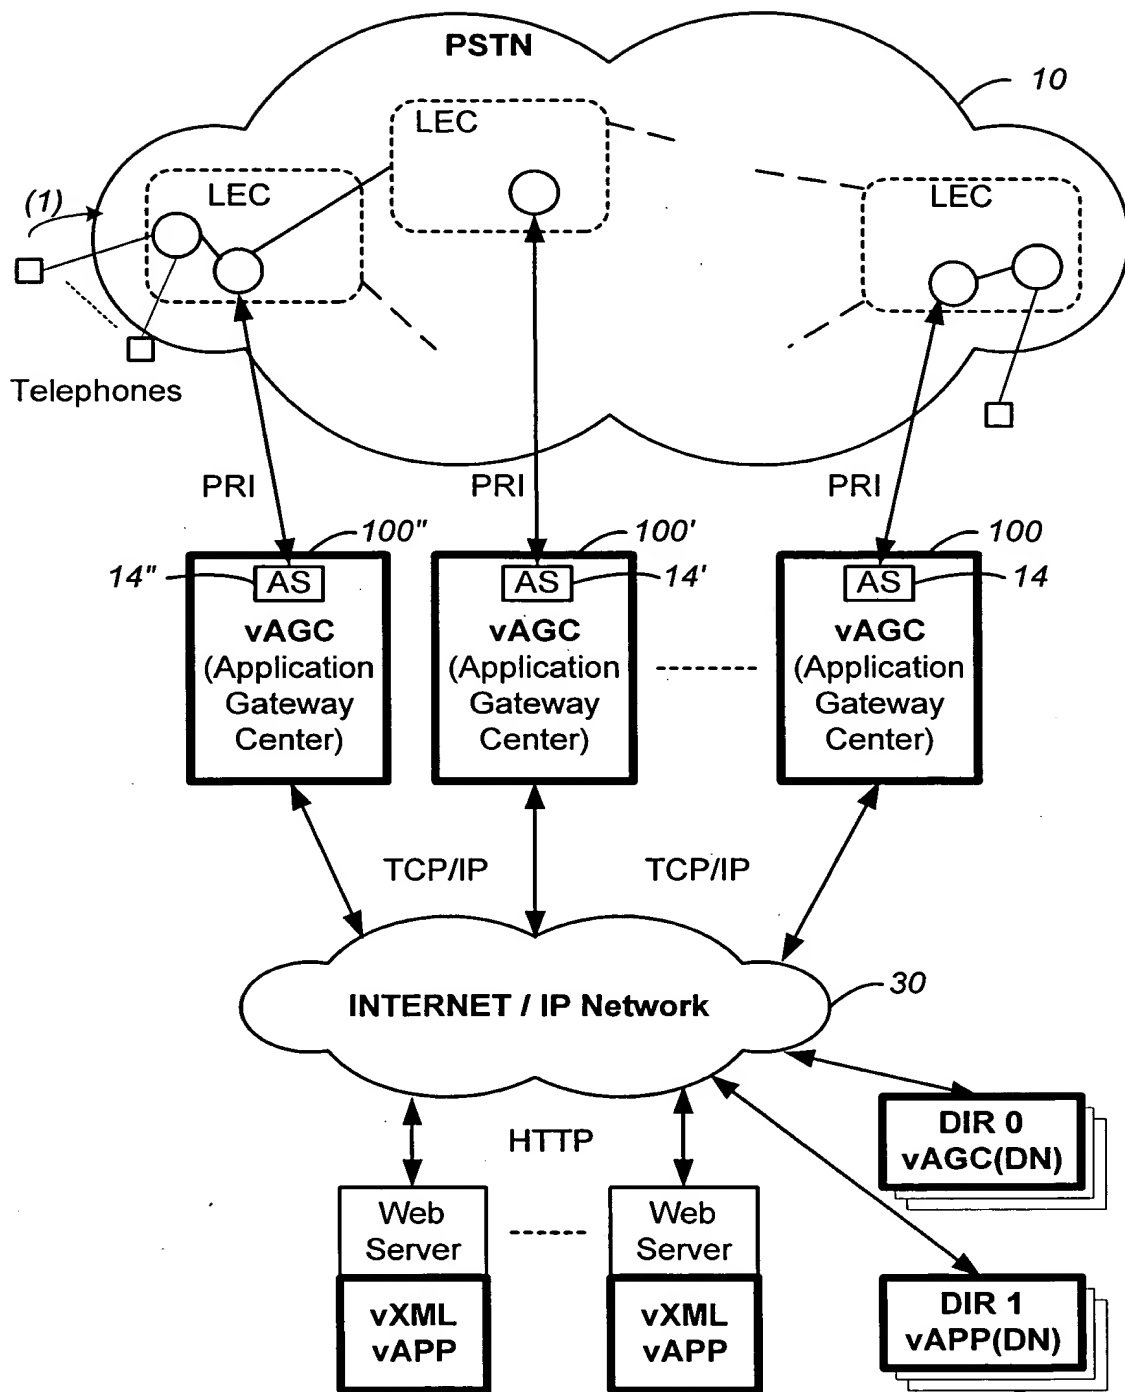 PSTN
10
LEC
LEC
LEC
(1)
Telephones
PRI
PRI
PRI
100"
100'
100
14"
AS
AS
14'
AS
14
vAGC
(Application
Gateway
Center)
vAGC
(Application
Gateway
Center)
vAGC
(Application
Gateway
Center)
TCP/IP
TCP/IP
INTERNET / IP Network
30
HTTP
DIR 0
vAGC(DN)
Web
Server
Web
Server
vXML
vAPP
vXML
vAPP
DIR 1
vAPP(DN)